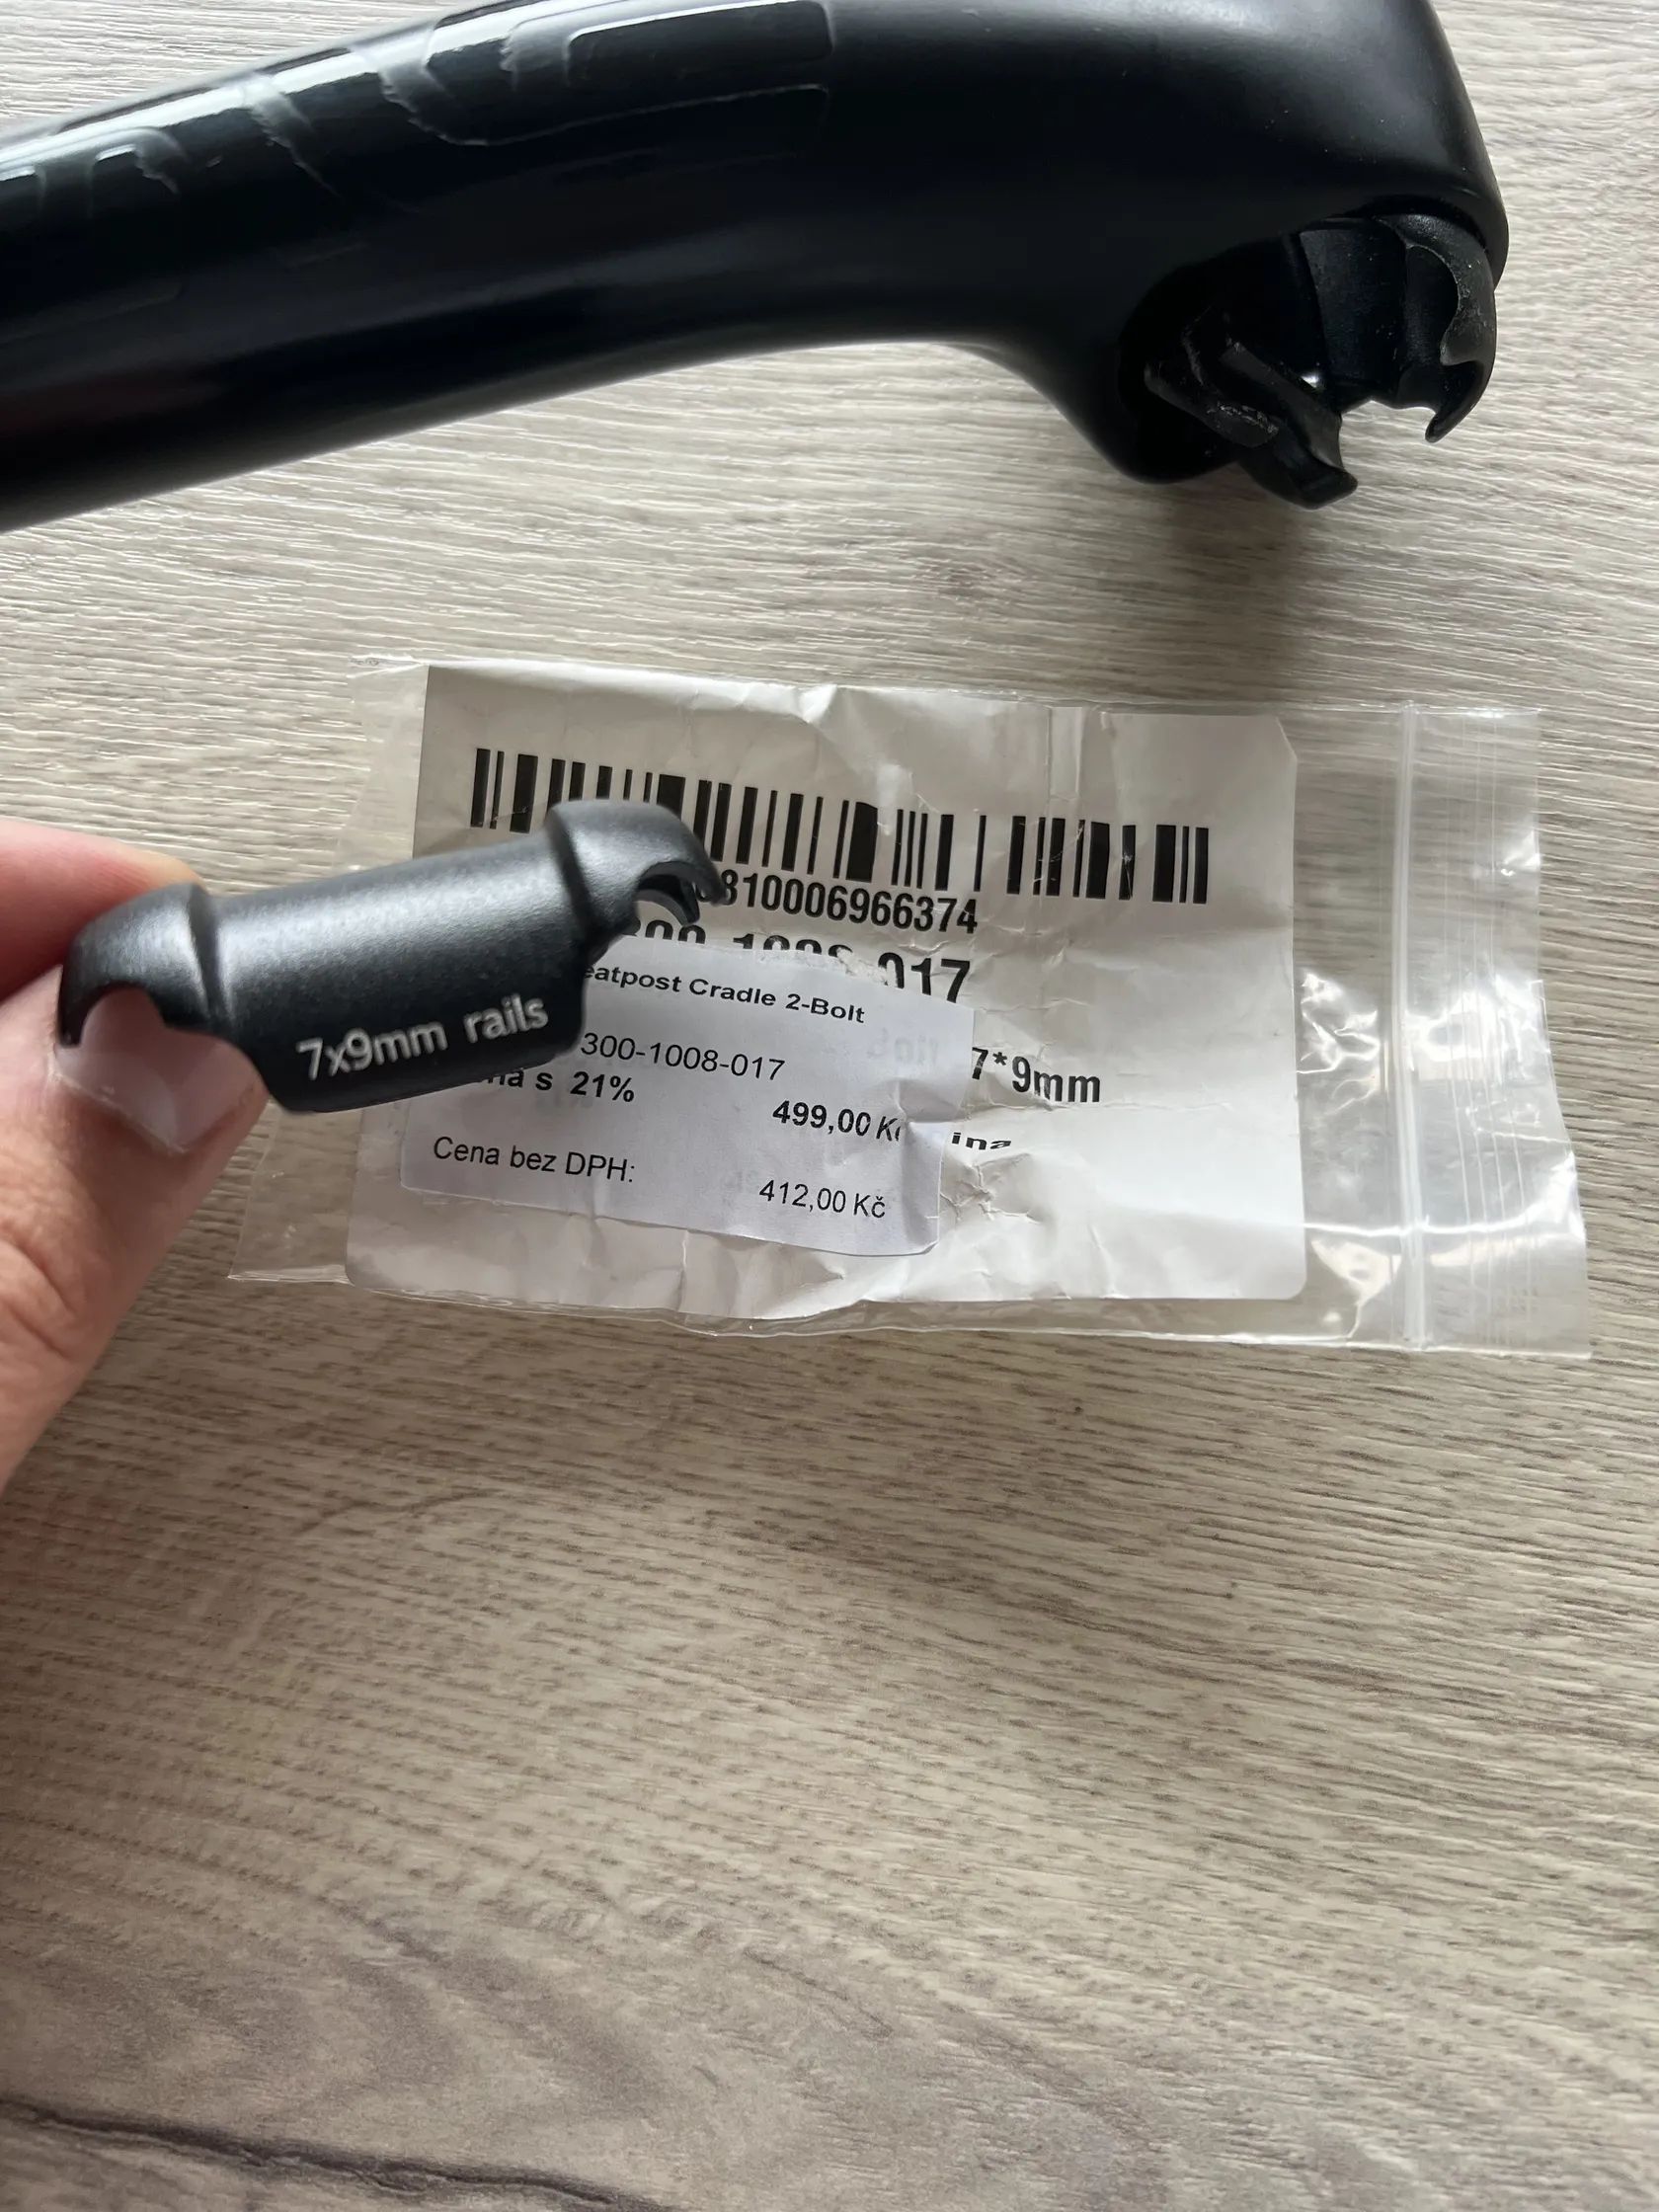 810006966374
017
eatpost Cradle 2-Bolt
300-1008-017
7x9mm rails
7*9mm
s 21%
499,00 Kč
Cena bez DPH:
412,00 Kč